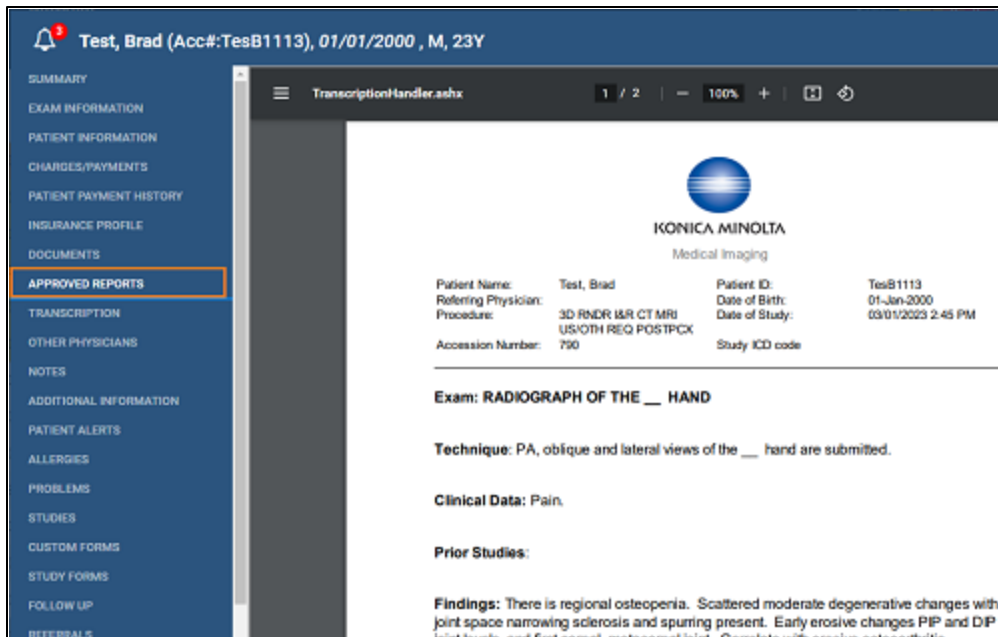 3
Test, Brad (Acc#:TesB1113), 01/01/2000 , M, 23Y
SUMMARY
EXAM INFORMATION
PATIENT INFORMATION
CHARGES/PAYMENTS
PATIENT PAYMENT HISTORY
INSURANCE PROFILE
DOCUMENTS
APPROVED REPORTS
TRANSCRIPTION
OTHER PHYSICIANS
NOTES
ADDITIONAL INFORMATION
PATIENT ALERTS
ALLERGIES
PROBLEMS
STUDIES
CUSTOM FORMS
STUDY FORMS
FOLLOW UP
REFERRALS
TranscriptionHandler.ashx 1 / 2 — 100% +
KONICA MINOLTA
Medical Imaging
Patient Name: Test, Brad Patient ID: TesB1113
Referring Physician: Date of Birth: 01-Jan-2000
Procedure: 3D RNDR I&R CT MRI Date of Study: 03/01/2023 2:45 PM
US/OTH REQ POSTPCX
Accession Number: 790 Study ICD code
Exam: RADIOGRAPH OF THE __ HAND
Technique: PA, oblique and lateral views of the __ hand are submitted.
Clinical Data: Pain.
Prior Studies:
Findings: There is regional osteopenia. Scattered moderate degenerative changes with
joint space narrowing sclerosis and spurring present. Early erosive changes PIP and DIP